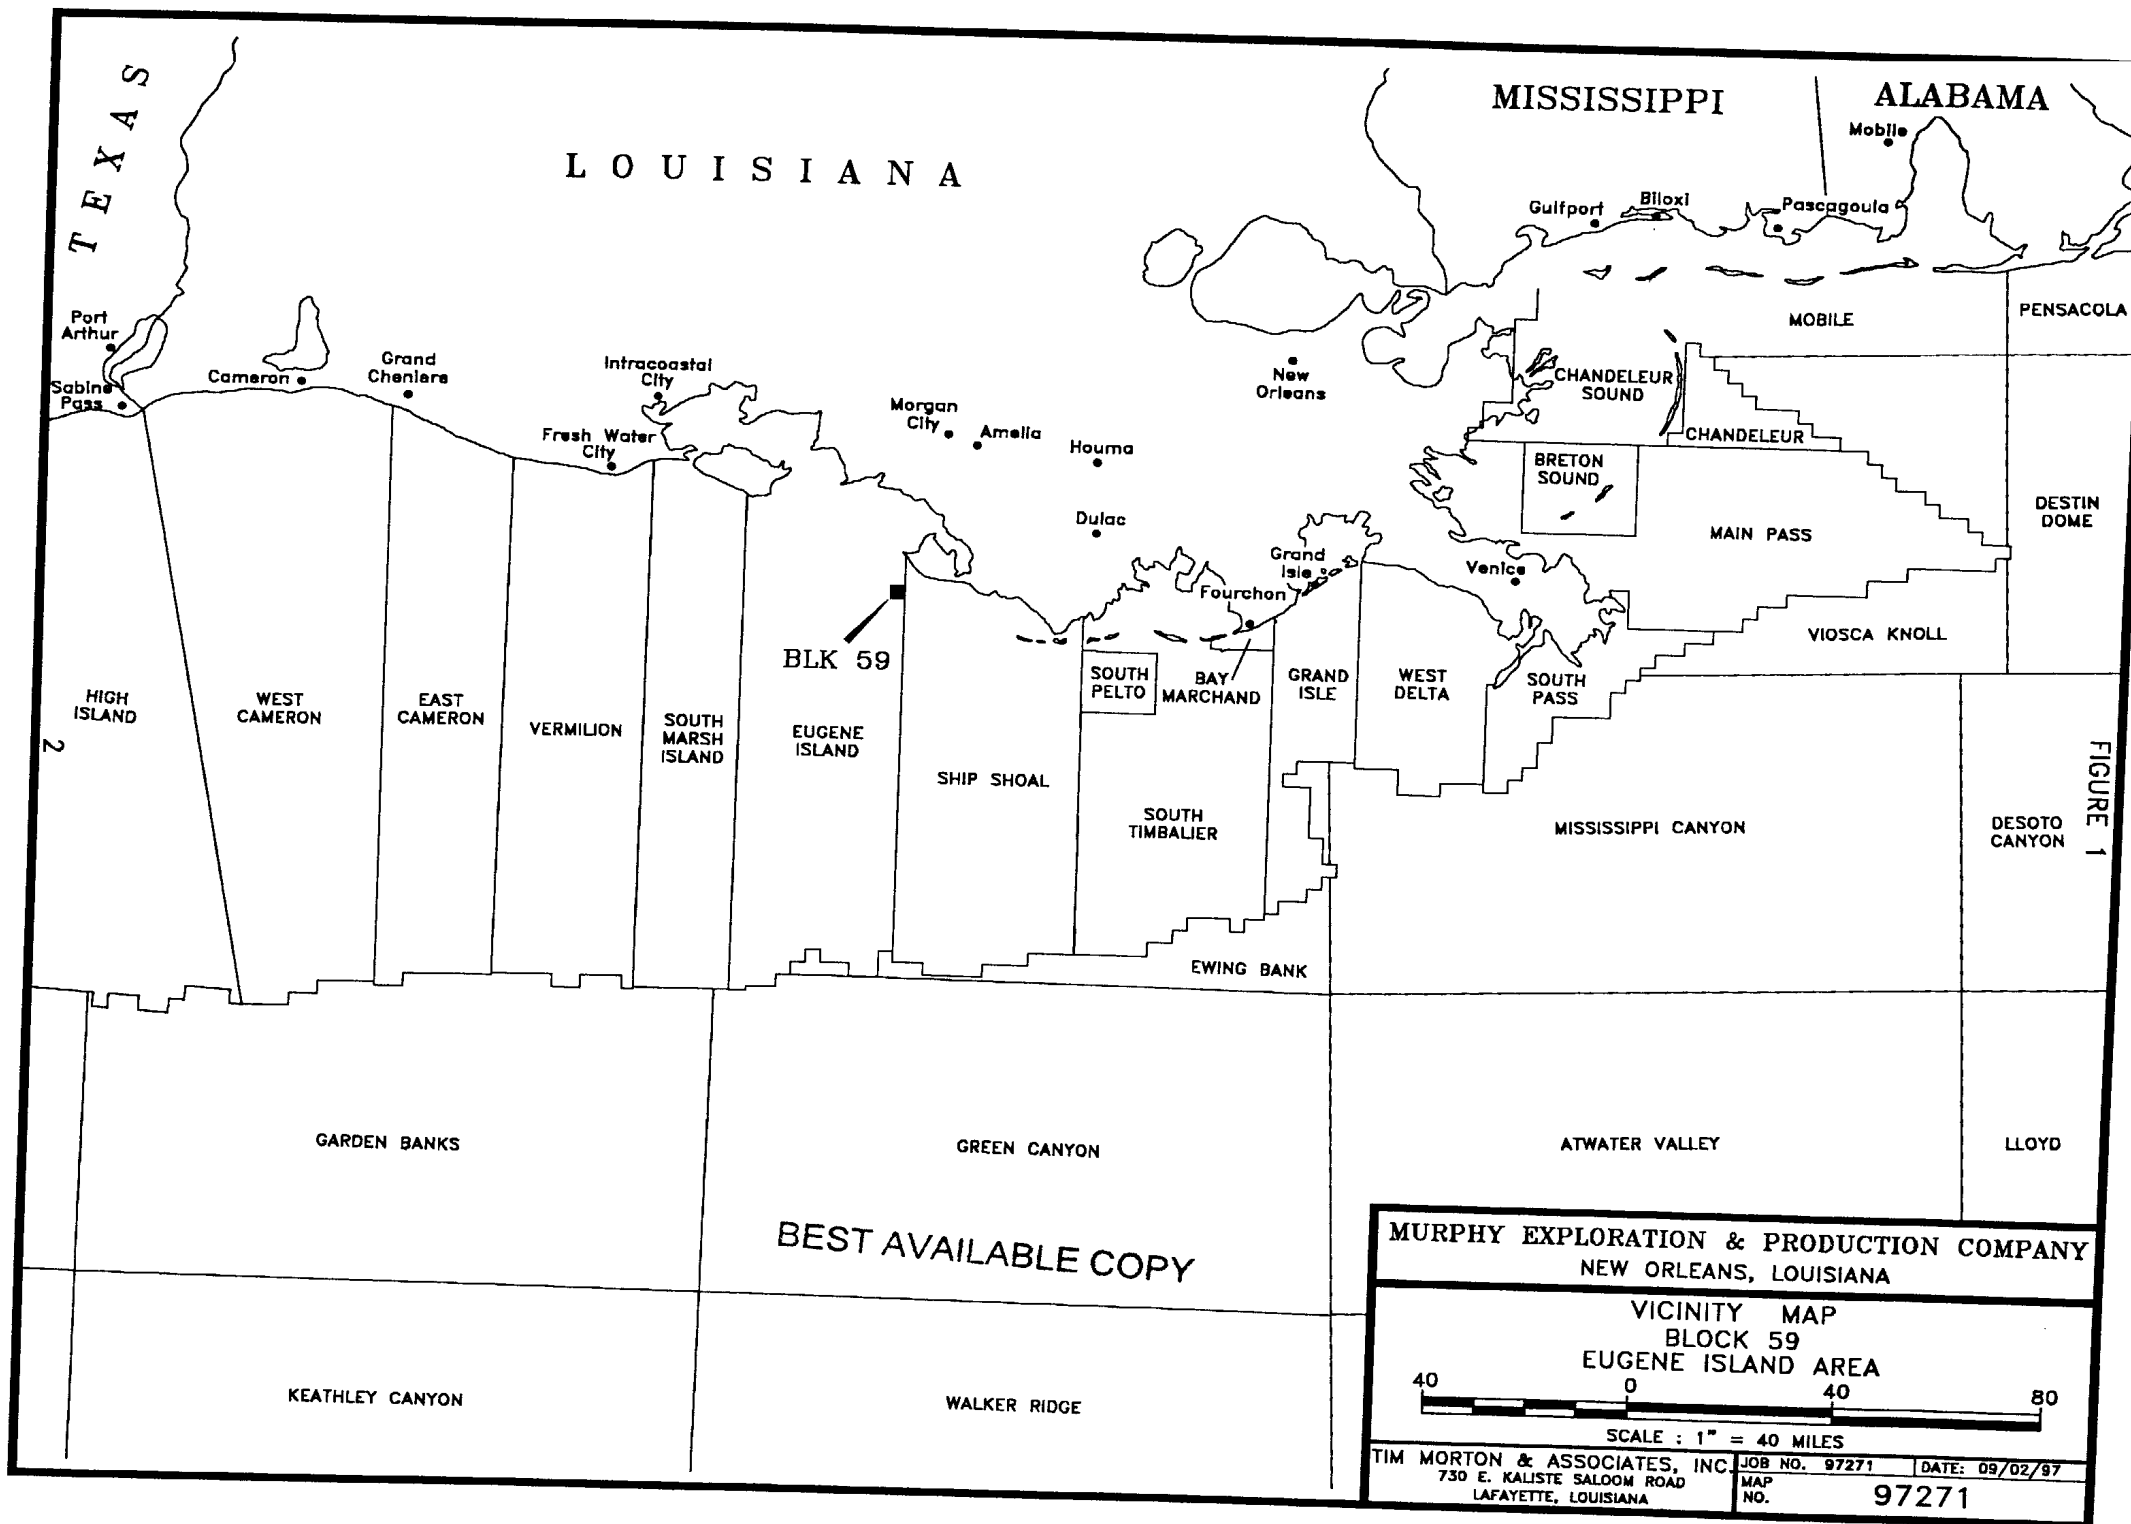 TEXAS
LOUISIANA
MISSISSIPPI
ALABAMA
Mobile
Gulfport
Biloxi
Pascagoula
Port
Arthur
Sabine
Pass
Cameron
Grand
Cheniere
Intracoastal
City
Fresh Water
City
Morgan
City
Amelia
Houma
Dulac
New
Orleans
Grand
Isle
Fourchon
Venice
MOBILE
PENSACOLA
CHANDELEUR
SOUND
CHANDELEUR
BRETON
SOUND
MAIN PASS
DESTIN
DOME
VIOSCA KNOLL
BLK 59
HIGH
ISLAND
WEST
CAMERON
EAST
CAMERON
VERMILION
SOUTH
MARSH
ISLAND
EUGENE
ISLAND
SHIP SHOAL
SOUTH
PELTO
BAY
MARCHAND
SOUTH
TIMBALIER
GRAND
ISLE
WEST
DELTA
SOUTH
PASS
MISSISSIPPI CANYON
DESOTO
CANYON
EWING BANK
GARDEN BANKS
GREEN CANYON
ATWATER VALLEY
LLOYD
KEATHLEY CANYON
WALKER RIDGE
2
FIGURE 1
BEST AVAILABLE COPY
MURPHY EXPLORATION & PRODUCTION COMPANY
NEW ORLEANS, LOUISIANA
VICINITY MAP
BLOCK 59
EUGENE ISLAND AREA
40 0 40 80
SCALE : 1" = 40 MILES
TIM MORTON & ASSOCIATES, INC.
730 E. KALISTE SALOOM ROAD
LAFAYETTE, LOUISIANA
JOB NO. 97271
DATE: 09/02/97
MAP
NO.
97271